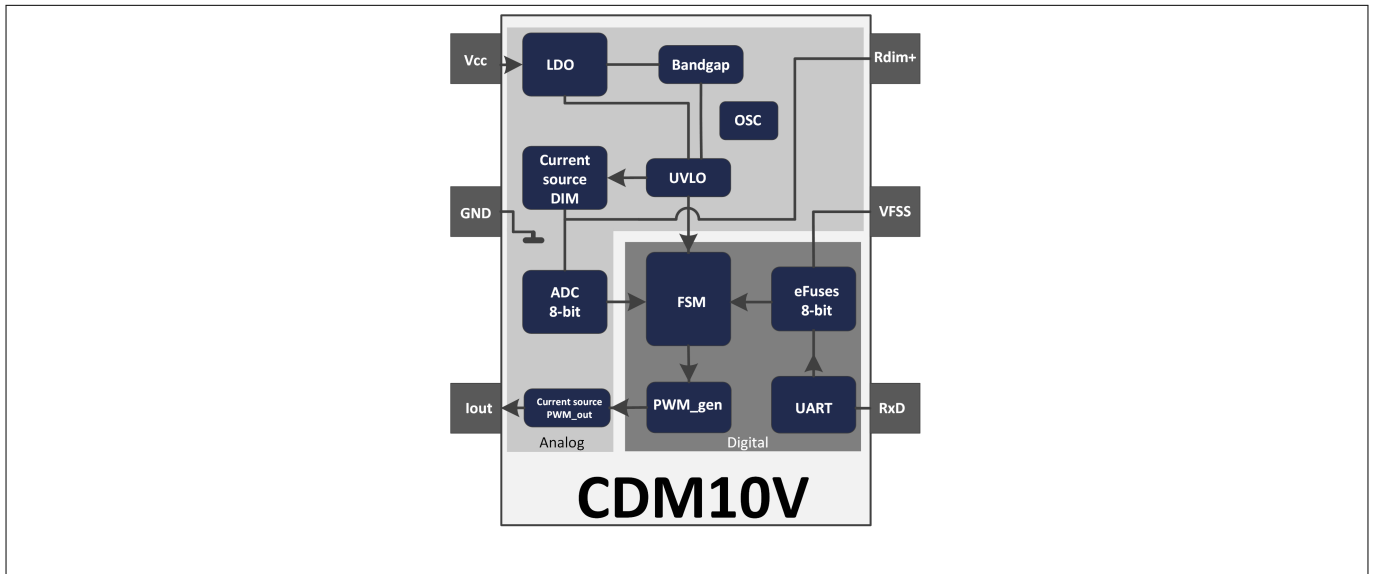 Vcc
LDO
Bandgap
Rdim+
OSC
Current
source
DIM
UVLO
GND
VFSS
ADC
8-bit
FSM
eFuses
8-bit
Iout
Current source
PWM_out
PWM_gen
UART
RxD
Analog
Digital
CDM10V